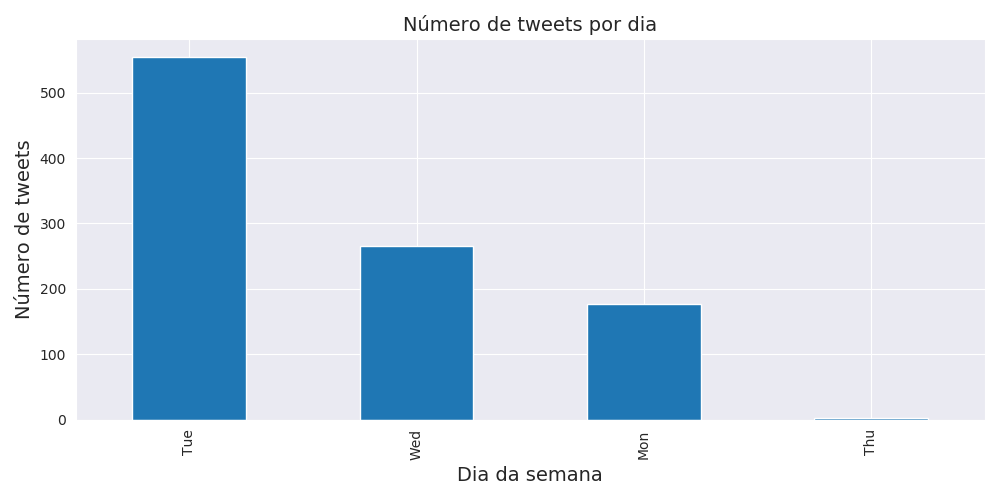 Número de tweets por dia
Número de tweets
500
400
300
200
100
0
Tue
Wed
Mon
Thu
Dia da semana